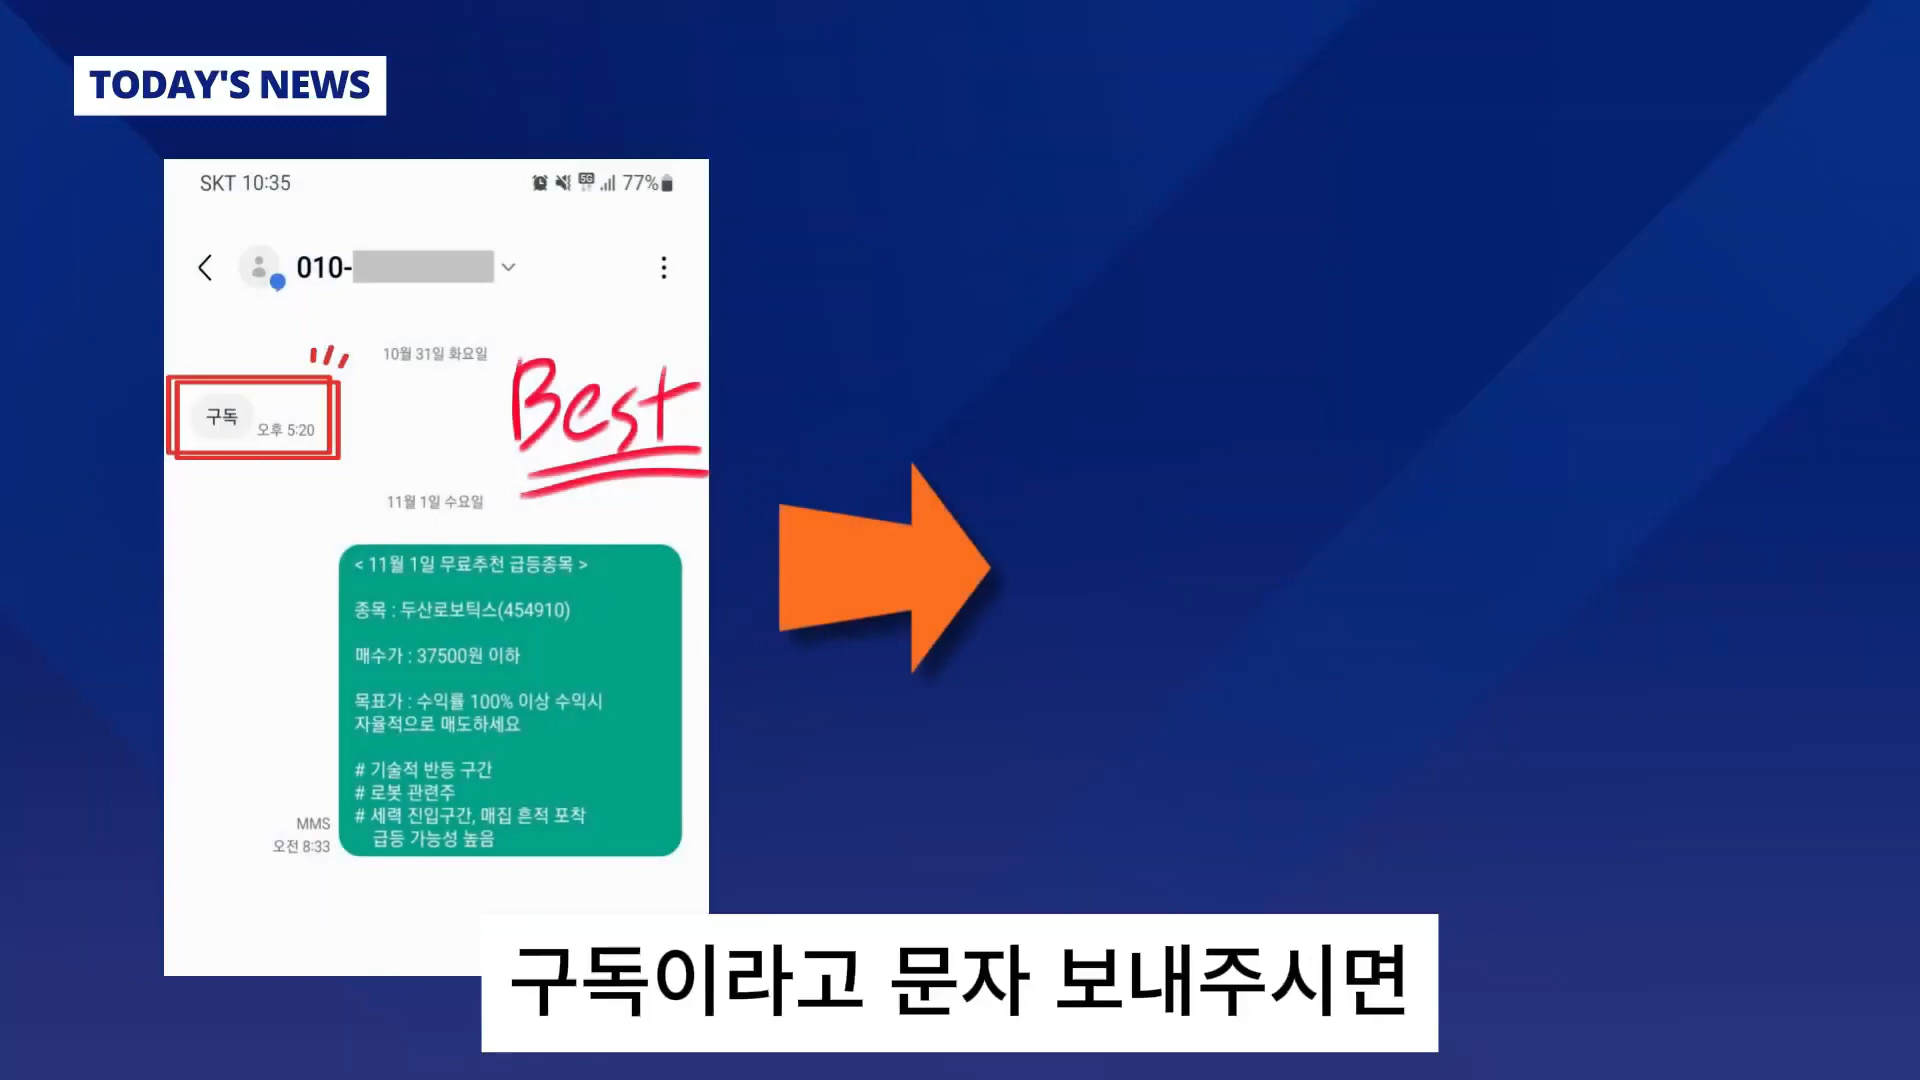 TODAY'S NEWS
SKT 10:35
5G
77%
010-
10월 31일 화요일
구독
오후 5:20
Best
11월 1일 수요일
< 11월 1일 무료추천 급등종목 >
종목 : 두산로보틱스(454910)
매수가 : 37500원 이하
목표가 : 수익률 100% 이상 수익시
자율적으로 매도하세요
# 기술적 반등 구간
# 로봇 관련주
# 세력 진입구간, 매집 흔적 포착
급등 가능성 높음
MMS
오전 8:33
구독이라고 문자 보내주시면